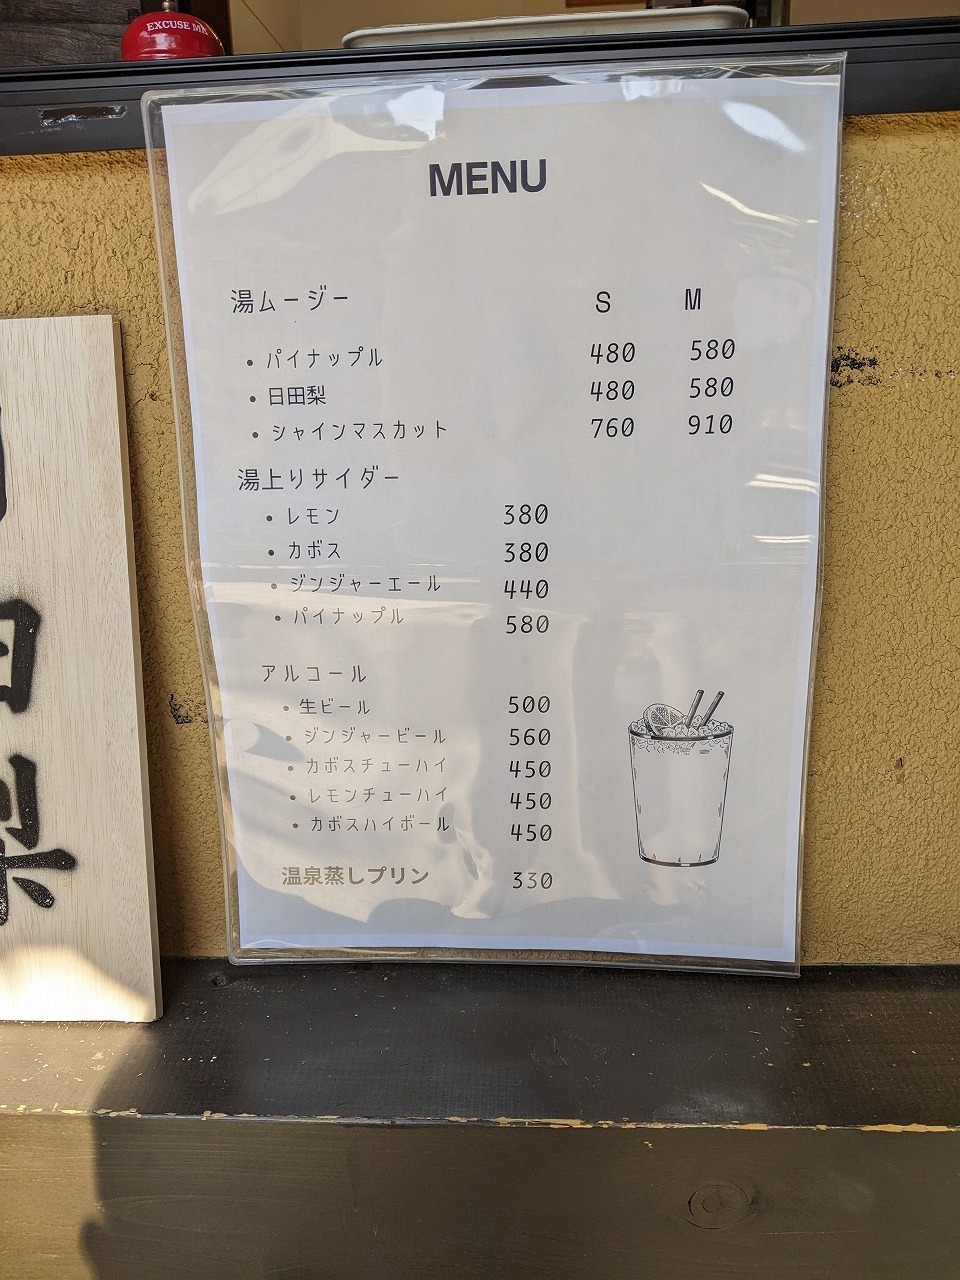 EXCUSE ME
MENU
湯ムージー S M
• パイナップル 480 580
• 日田梨 480 580
• シャインマスカット 760 910
湯上りサイダー
• レモン 380
• カボス 380
• ジンジャーエール 440
• パイナップル 580
アルコール
• 生ビール 500
• ジンジャービール 560
• カボスチューハイ 450
• レモンチューハイ 450
• カボスハイボール 450
温泉蒸しプリン 330
田
梨